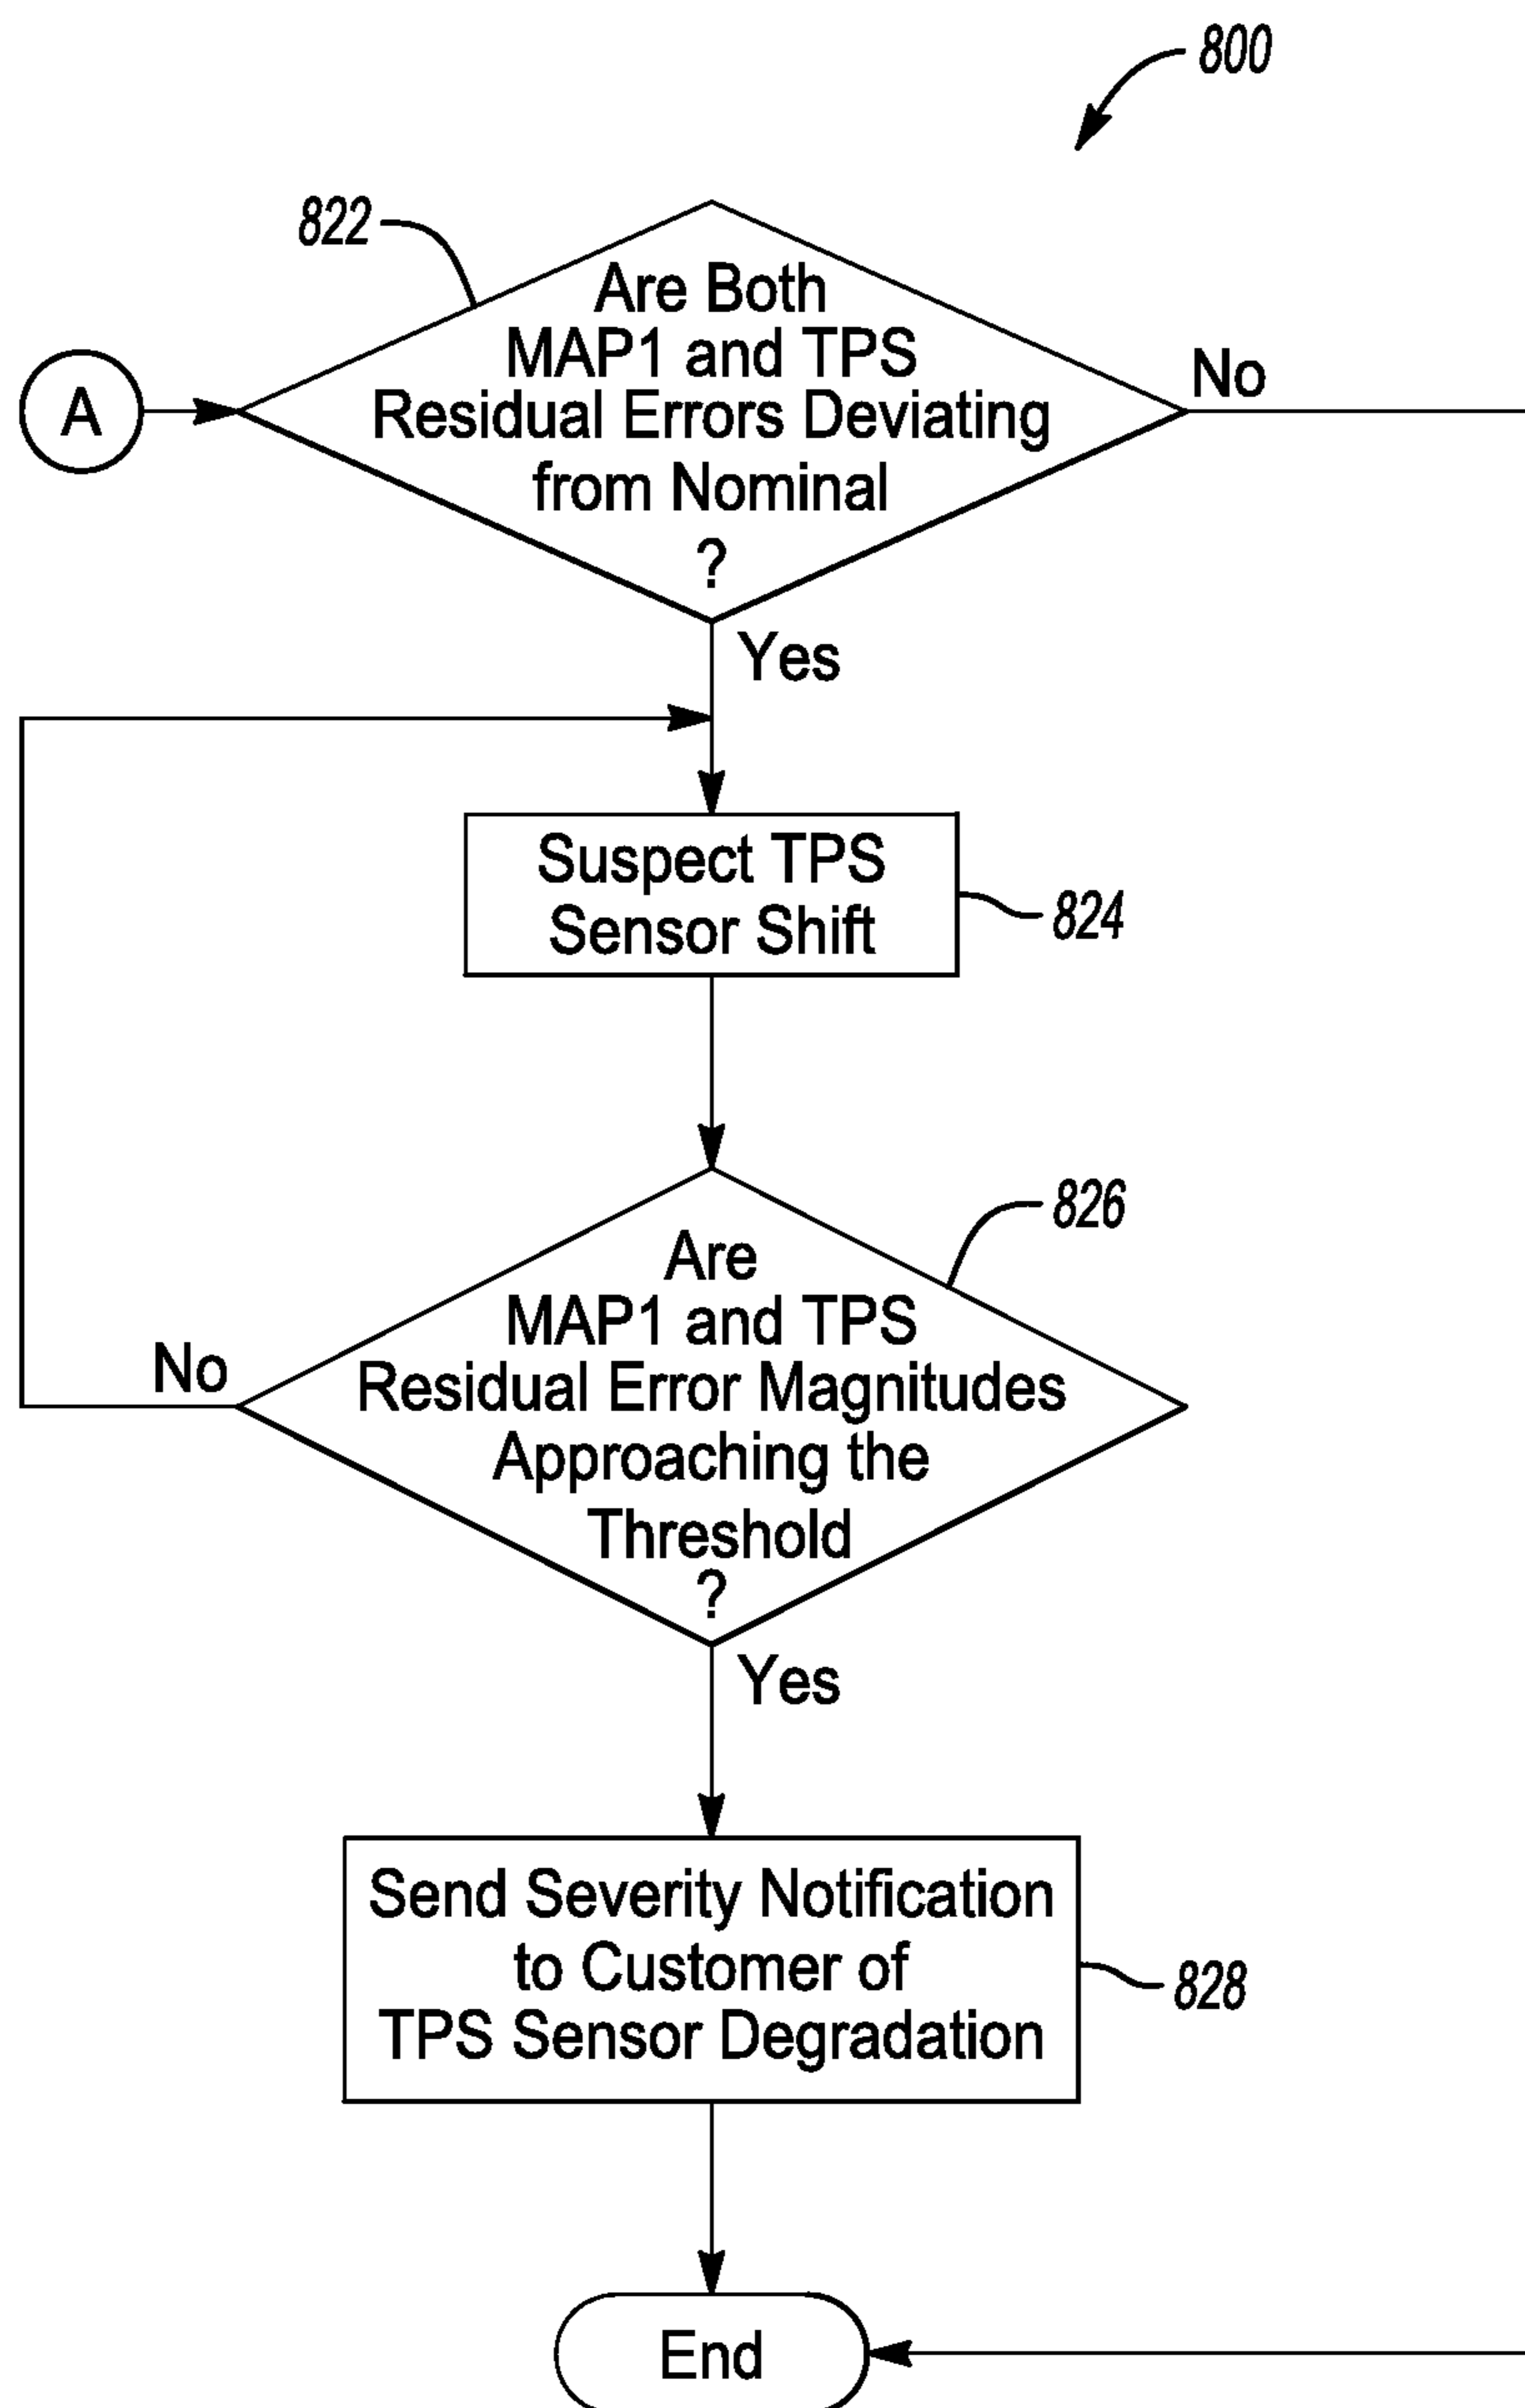 800
822
Are Both
MAP1 and TPS
Residual Errors Deviating
from Nominal
?
A
No
Yes
Suspect TPS
Sensor Shift
824
826
Are
MAP1 and TPS
Residual Error Magnitudes
Approaching the
Threshold
?
No
Yes
Send Severity Notification
to Customer of
TPS Sensor Degradation
828
End